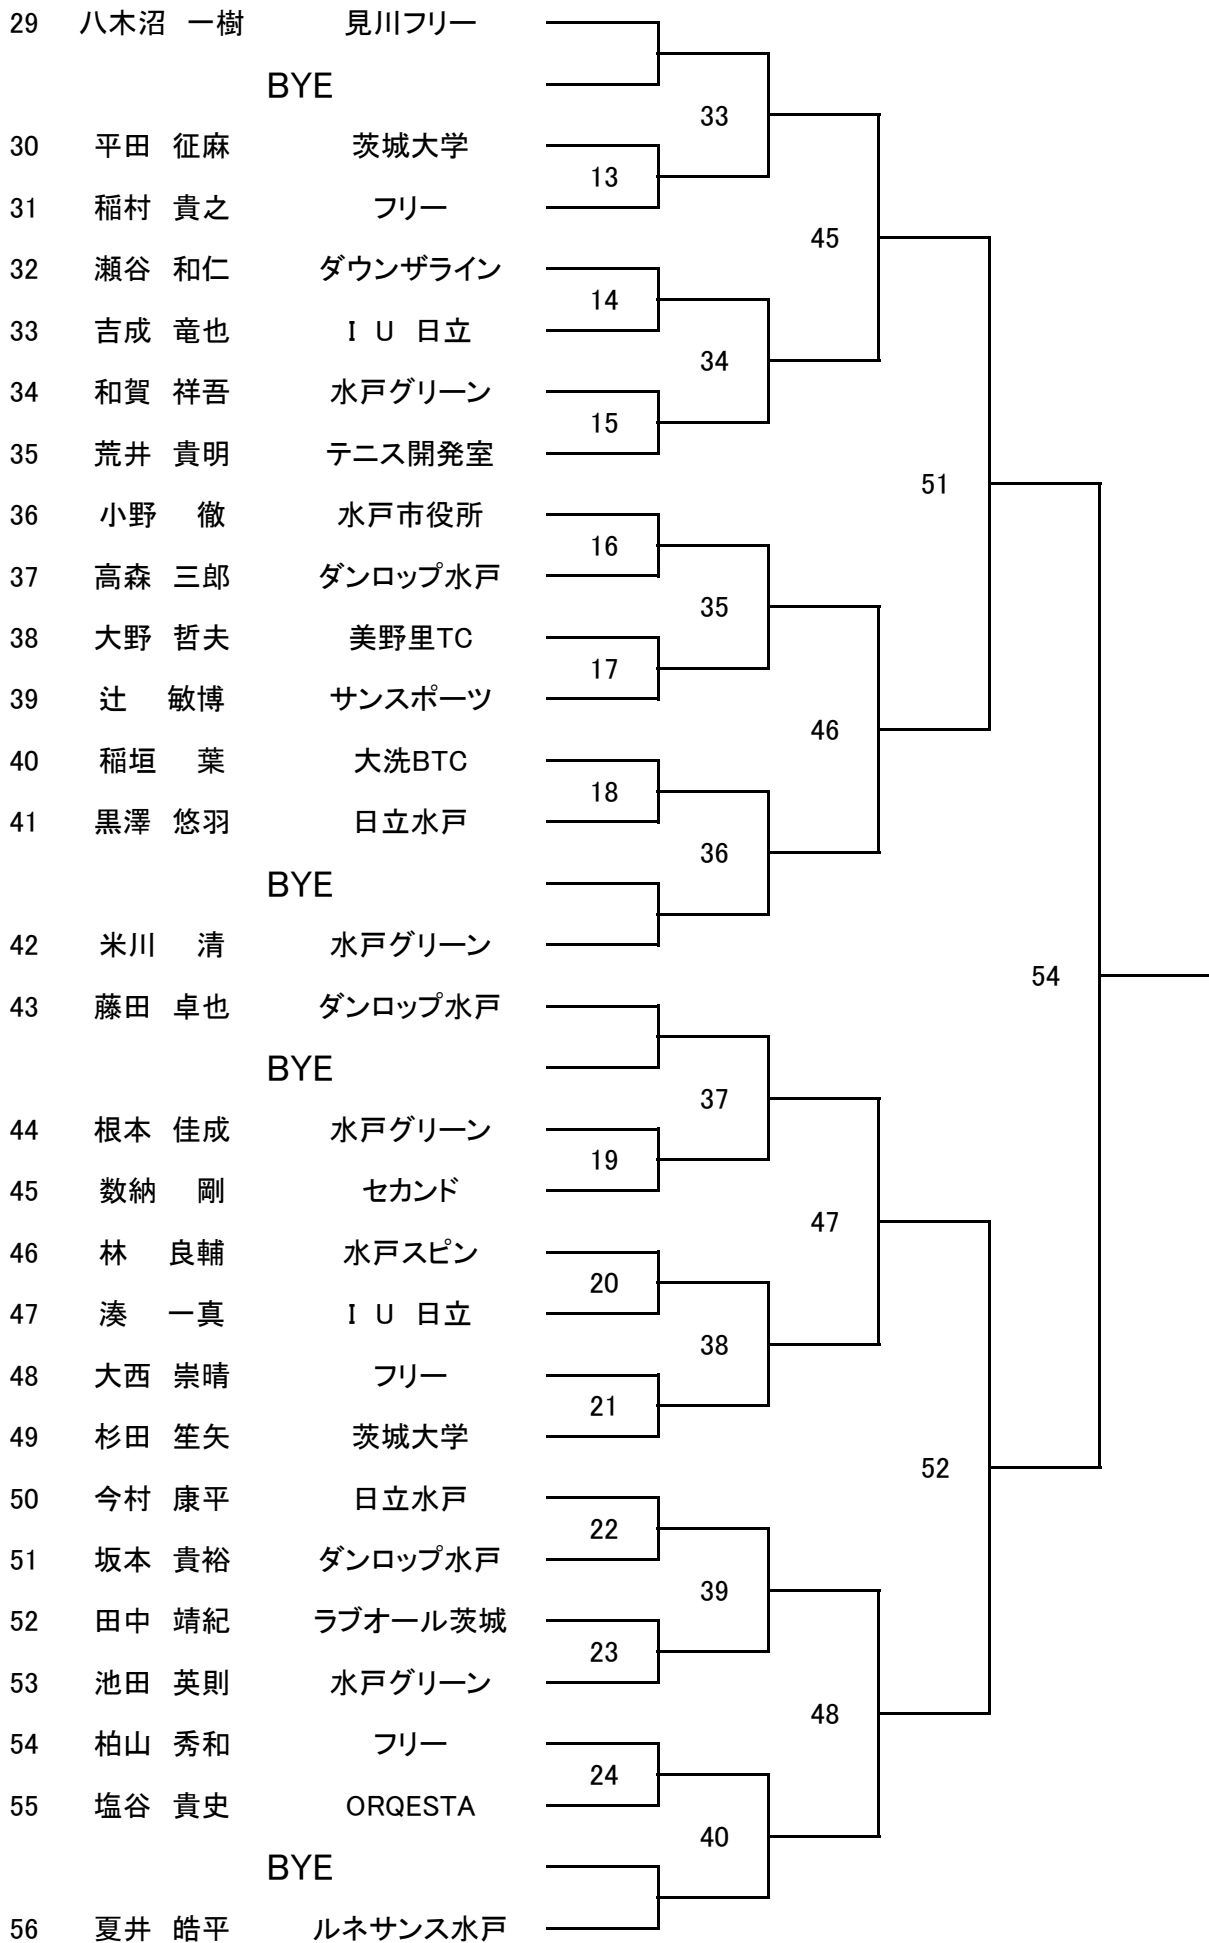 29 八木沼 一樹 見川フリー
BYE
33
30 平田 征麻 茨城大学
13
31 稲村 貴之 フリー
45
32 瀬谷 和仁 ダウンザライン
14
33 吉成 竜也 I U 日立
34
34 和賀 祥吾 水戸グリーン
15
35 荒井 貴明 テニス開発室
51
36 小野 徹 水戸市役所
16
37 高森 三郎 ダンロップ水戸
35
38 大野 哲夫 美野里TC
17
39 辻 敏博 サンスポーツ
46
40 稲垣 葉 大洗BTC
18
41 黒澤 悠羽 日立水戸
36
BYE
42 米川 清 水戸グリーン
54
43 藤田 卓也 ダンロップ水戸
BYE
37
44 根本 佳成 水戸グリーン
19
45 数納 剛 セカンド
47
46 林 良輔 水戸スピン
20
47 湊 一真 I U 日立
38
48 大西 崇晴 フリー
21
49 杉田 笙矢 茨城大学
52
50 今村 康平 日立水戸
22
51 坂本 貴裕 ダンロップ水戸
39
52 田中 靖紀 ラブオール茨城
23
53 池田 英則 水戸グリーン
48
54 柏山 秀和 フリー
24
55 塩谷 貴史 ORQESTA
40
BYE
56 夏井 皓平 ルネサンス水戸